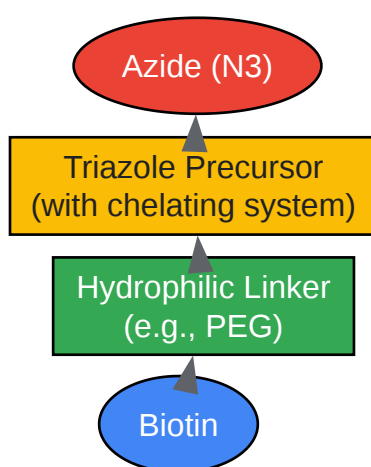 Azide (N3)
Triazole Precursor
(with chelating system)
Hydrophilic Linker
(e.g., PEG)
Biotin